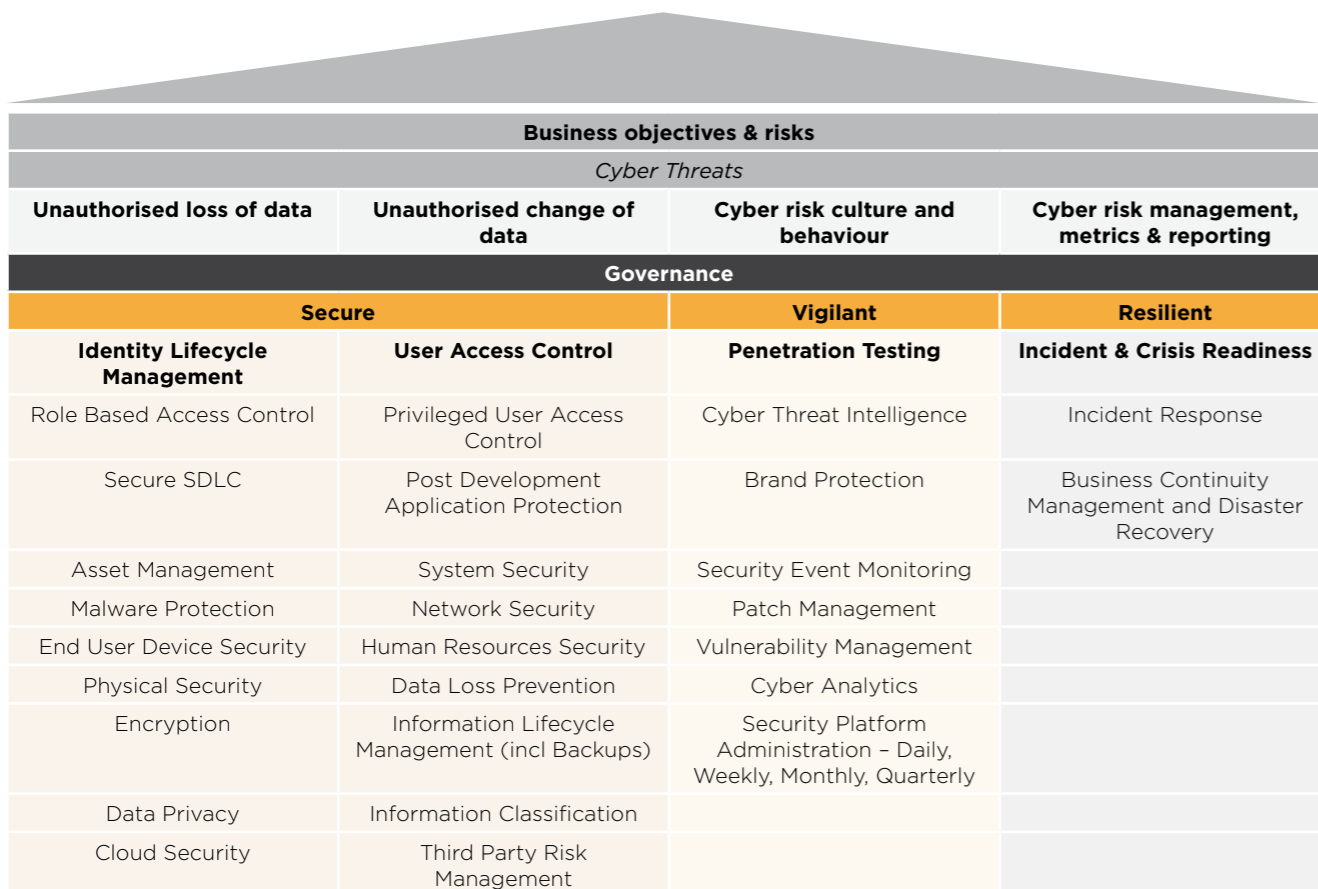 Business objectives & risks
Cyber Threats
Unauthorised loss of data
Unauthorised change of
data
Cyber risk culture and
behaviour
Cyber risk management,
metrics & reporting
Governance
Secure
Vigilant
Resilient
Identity Lifecycle
Management
User Access Control
Penetration Testing
Incident & Crisis Readiness
Role Based Access Control
Privileged User Access
Control
Cyber Threat Intelligence
Incident Response
Secure SDLC
Post Development
Application Protection
Brand Protection
Business Continuity
Management and Disaster
Recovery
Asset Management
System Security
Security Event Monitoring
Malware Protection
Network Security
Patch Management
End User Device Security
Human Resources Security
Vulnerability Management
Physical Security
Data Loss Prevention
Cyber Analytics
Encryption
Information Lifecycle
Management (incl Backups)
Security Platform
Administration – Daily,
Weekly, Monthly, Quarterly
Data Privacy
Information Classification
Cloud Security
Third Party Risk
Management